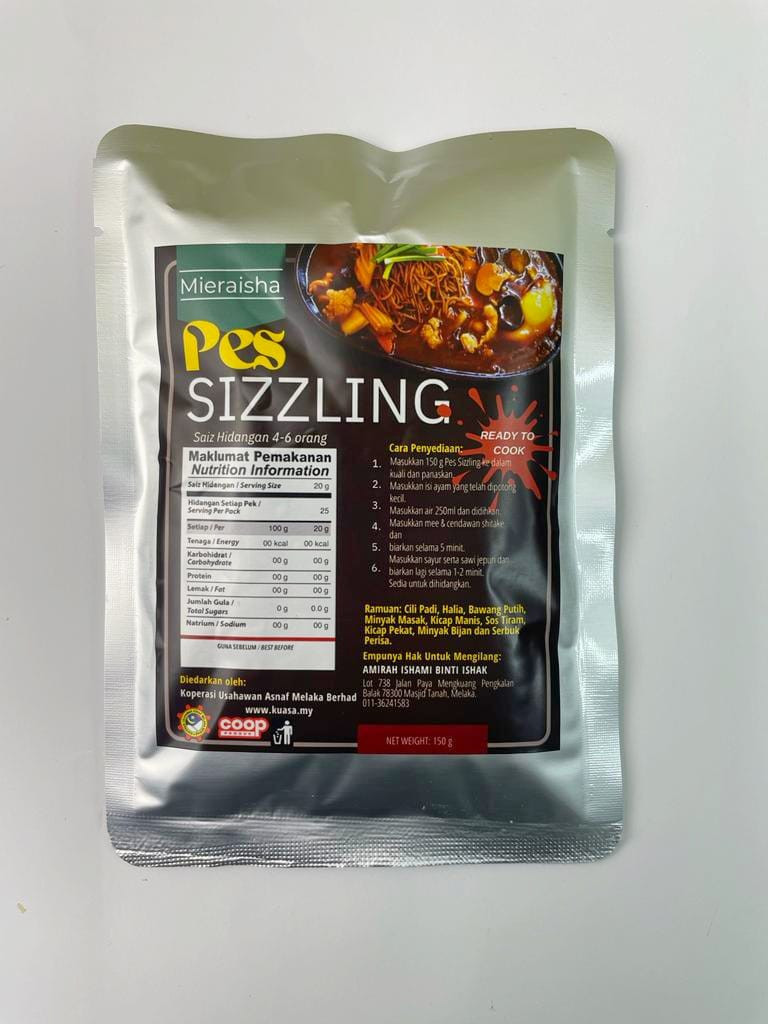 Mieraisha
Pes
SIZZLING
Saiz Hidangan 4-6 orang
READY TO
COOK
Maklumat Pemakanan
Nutrition Information
Saiz Hidangan / Serving Size 20 g
Hidangan Setiap Pek /
Serving Per Pack 25
Setiap / Per 100 g 20 g
Tenaga / Energy 00 kcal 00 kcal
Karbohidrat /
Carbohydrate 00 g 00 g
Protein 00 g 00 g
Lemak / Fat 00 g 00 g
Jumlah Gula /
Total Sugars 0 g 0.0 g
Natrium / Sodium 00 g 00 g
GUNA SEBELUM / BEST BEFORE
Diedarkan oleh:
Koperasi Usahawan Asnaf Melaka Berhad
www.kuasa.my
coop
Cara Penyediaan:
1. Masukkan 150 g Pes Sizzling ke dalam
kuali dan panaskan.
2. Masukkan isi ayam yang telah dipotong
kecil.
3. Masukkan air 250ml dan didihkan.
4. Masukkan mee & cendawan shitake
dan
5. biarkan selama 5 minit.
Masukkan sayur serta sawi jepun dan
6. biarkan lagi selama 1-2 minit.
Sedia untuk dihidangkan.
Ramuan: Cili Padi, Halia, Bawang Putih,
Minyak Masak, Kicap Manis, Sos Tiram,
Kicap Pekat, Minyak Bijan dan Serbuk
Perisa.
Empunya Hak Untuk Mengilang:
AMIRAH ISHAMI BINTI ISHAK
Lot 738 Jalan Paya Mengkuang Pengkalan
Balak 78300 Masjid Tanah, Melaka.
011-36241583
NET WEIGHT: 150 g